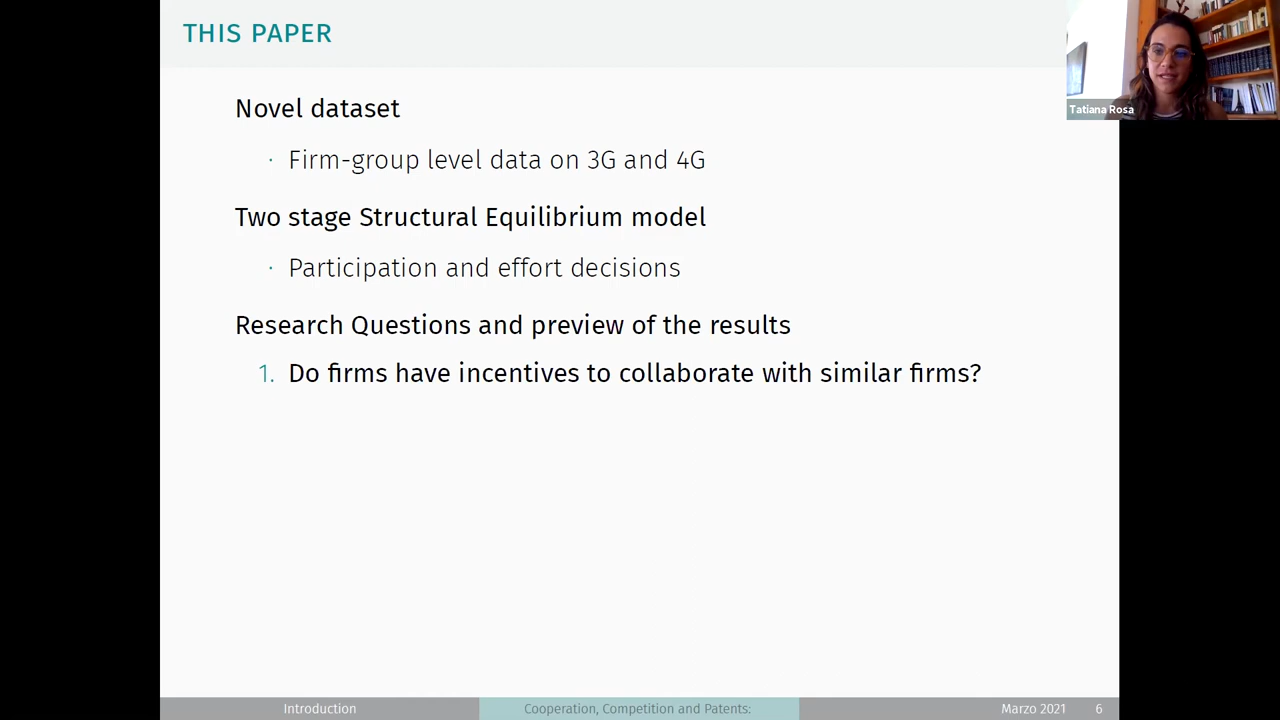 THIS PAPER
Tatiana Rosa
Novel dataset
· Firm-group level data on 3G and 4G
Two stage Structural Equilibrium model
· Participation and effort decisions
Research Questions and preview of the results
1. Do firms have incentives to collaborate with similar firms?
Introduction
Cooperation, Competition and Patents:
Marzo 2021
6